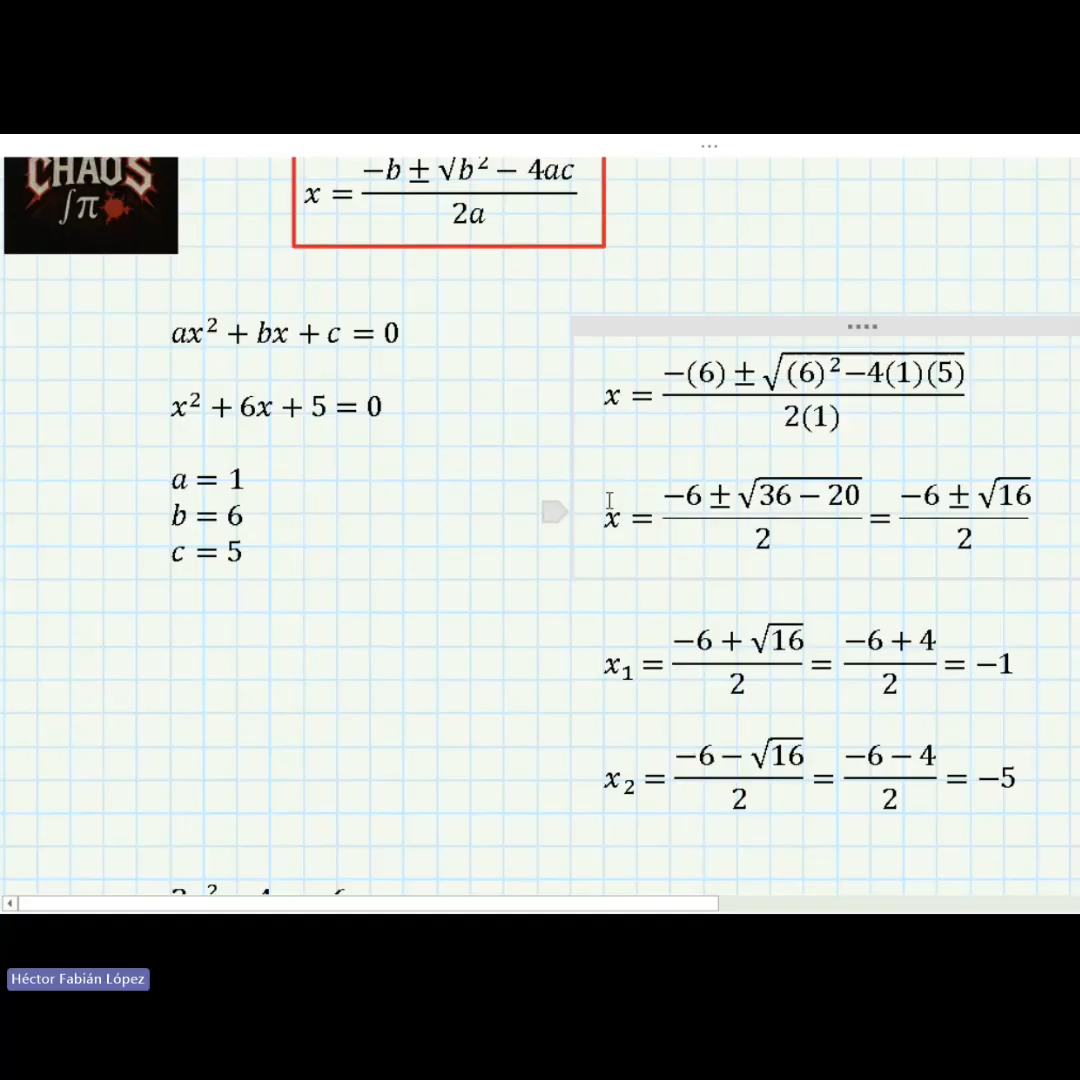 CHAOS
∫π
x = (-b ± √b² - 4ac) / 2a
ax² + bx + c = 0
x² + 6x + 5 = 0
a = 1
b = 6
c = 5
x = (-(6) ± √((6)²-4(1)(5))) / 2(1)
x = (-6 ± √(36 - 20)) / 2 = (-6 ± √16) / 2
x₁ = (-6 + √16) / 2 = (-6 + 4) / 2 = -1
x₂ = (-6 - √16) / 2 = (-6 - 4) / 2 = -5
Héctor Fabián López